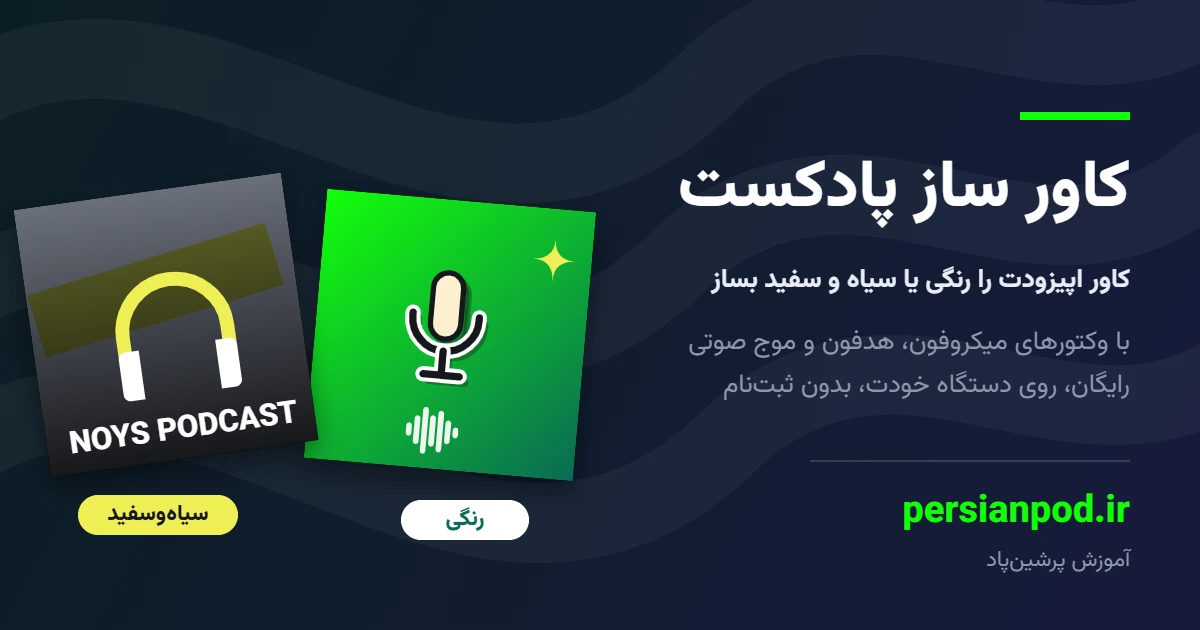 کاور ساز پادکست
کاور اپیزودت را رنگی یا سیاه و سفید بساز
با وکتورهای میکروفون، هدفون و موج صوتی
رایگان، روی دستگاه خودت، بدون ثبت‌نام
persianpod.ir
آموزش پرشین‌پاد
رنگی
NOYS PODCAST
سیاه‌وسفید